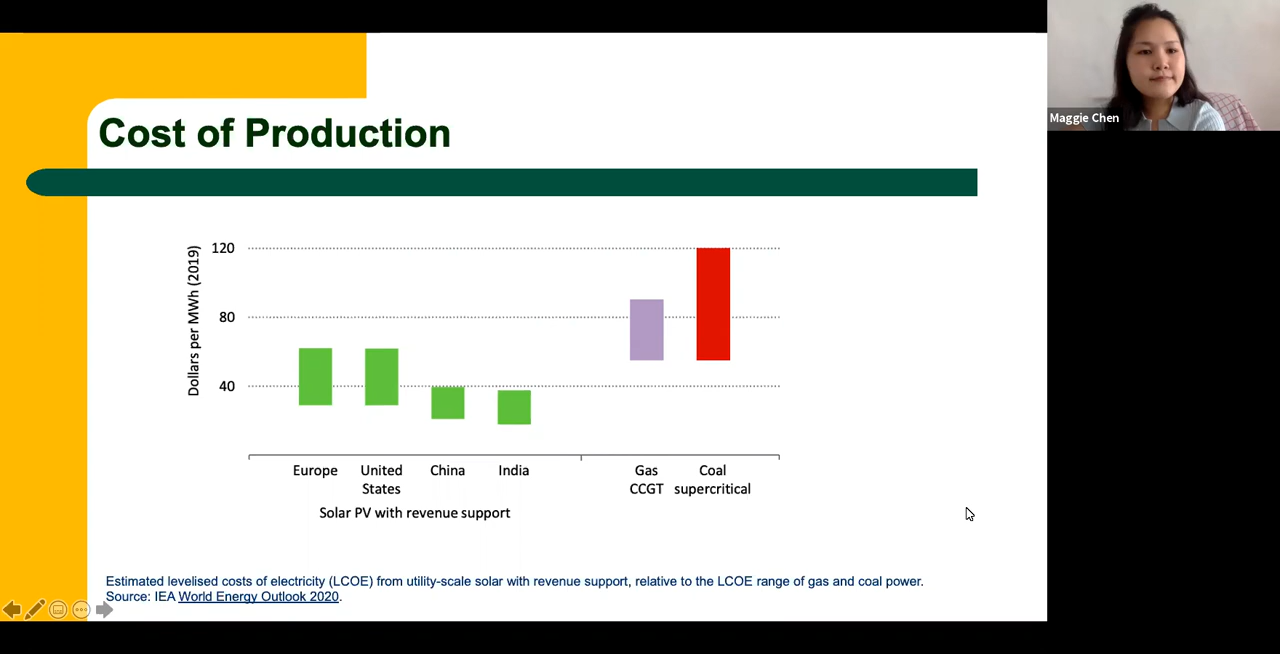 Cost of Production
Maggie Chen
Dollars per MWh (2019)
120
80
40
Europe
United
States
China
India
Gas
CCGT
Coal
supercritical
Solar PV with revenue support
Estimated levelised costs of electricity (LCOE) from utility-scale solar with revenue support, relative to the LCOE range of gas and coal power.
Source: IEA World Energy Outlook 2020.